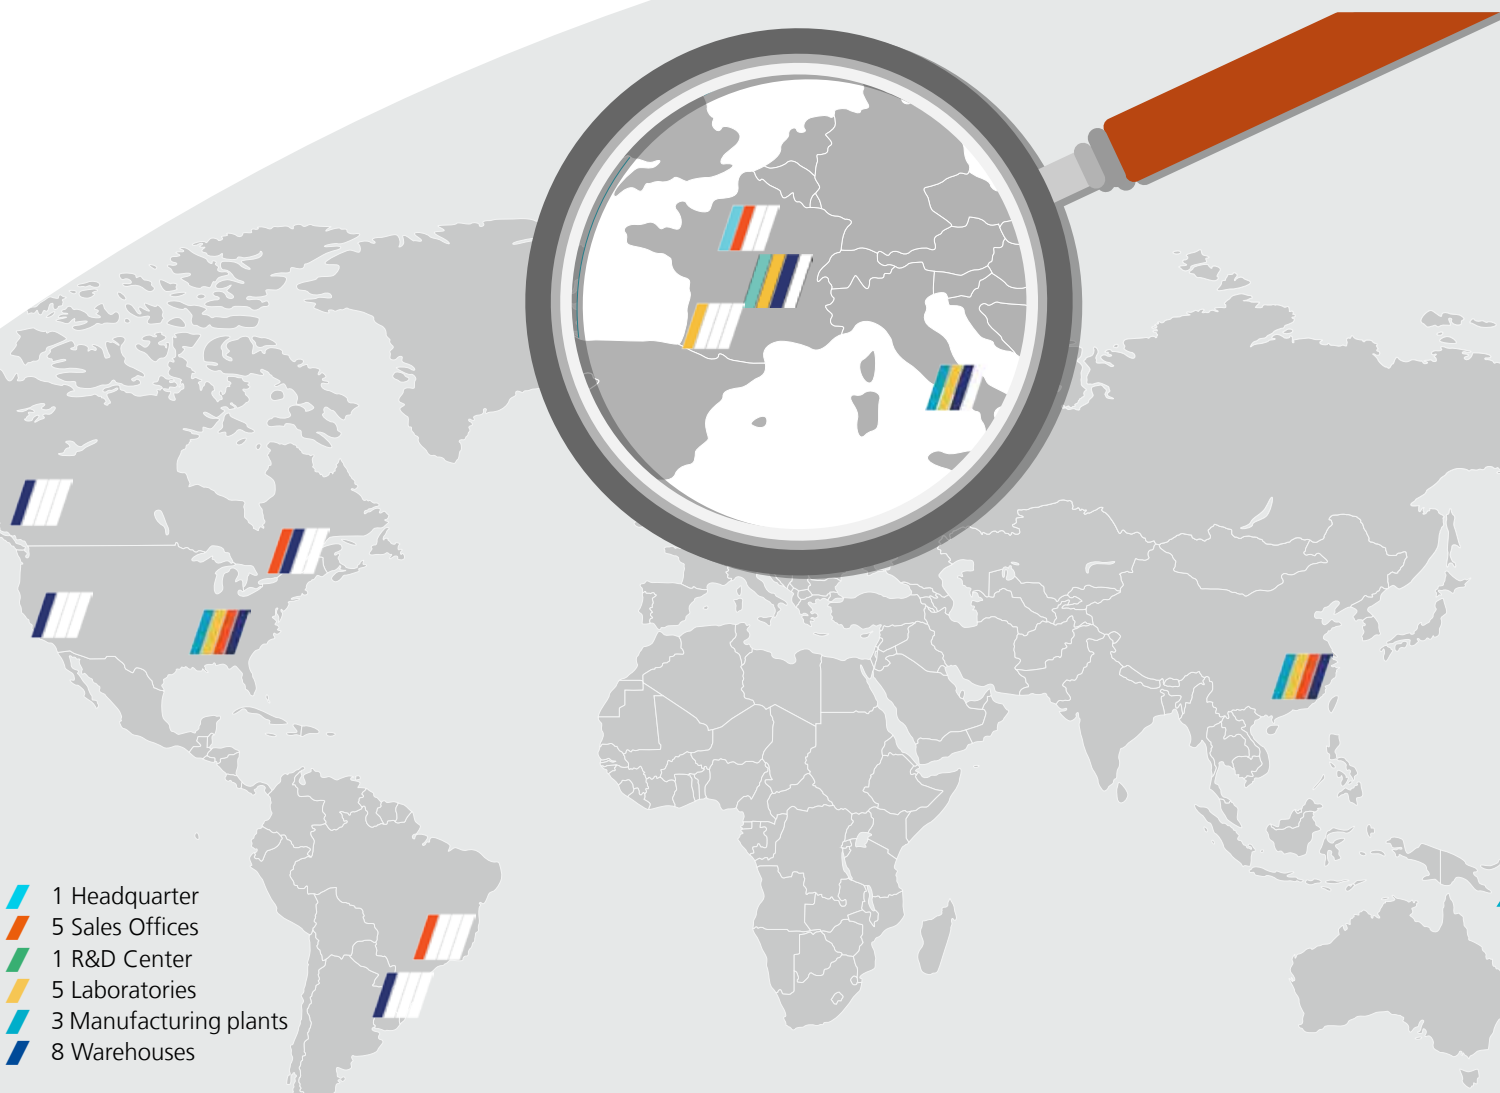 1 Headquarter
5 Sales Offices
1 R&D Center
5 Laboratories
3 Manufacturing plants
8 Warehouses